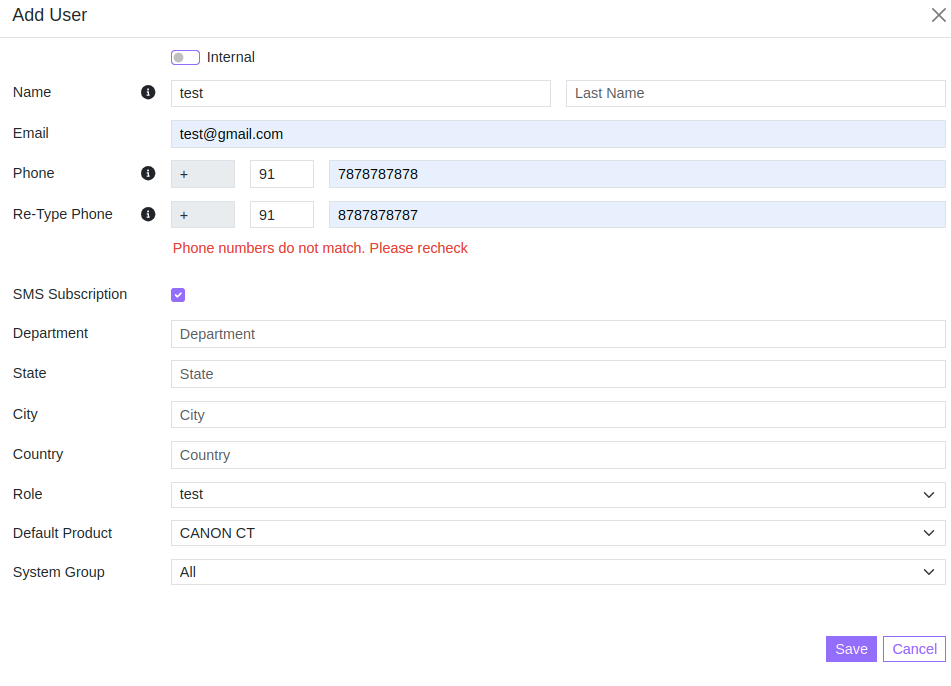 Add User
Internal
Name test Last Name
Email test@gmail.com
Phone + 91 7878787878
Re-Type Phone + 91 8787878787
Phone numbers do not match. Please recheck
SMS Subscription
Department Department
State State
City City
Country Country
Role test
Default Product CANON CT
System Group All
Save Cancel